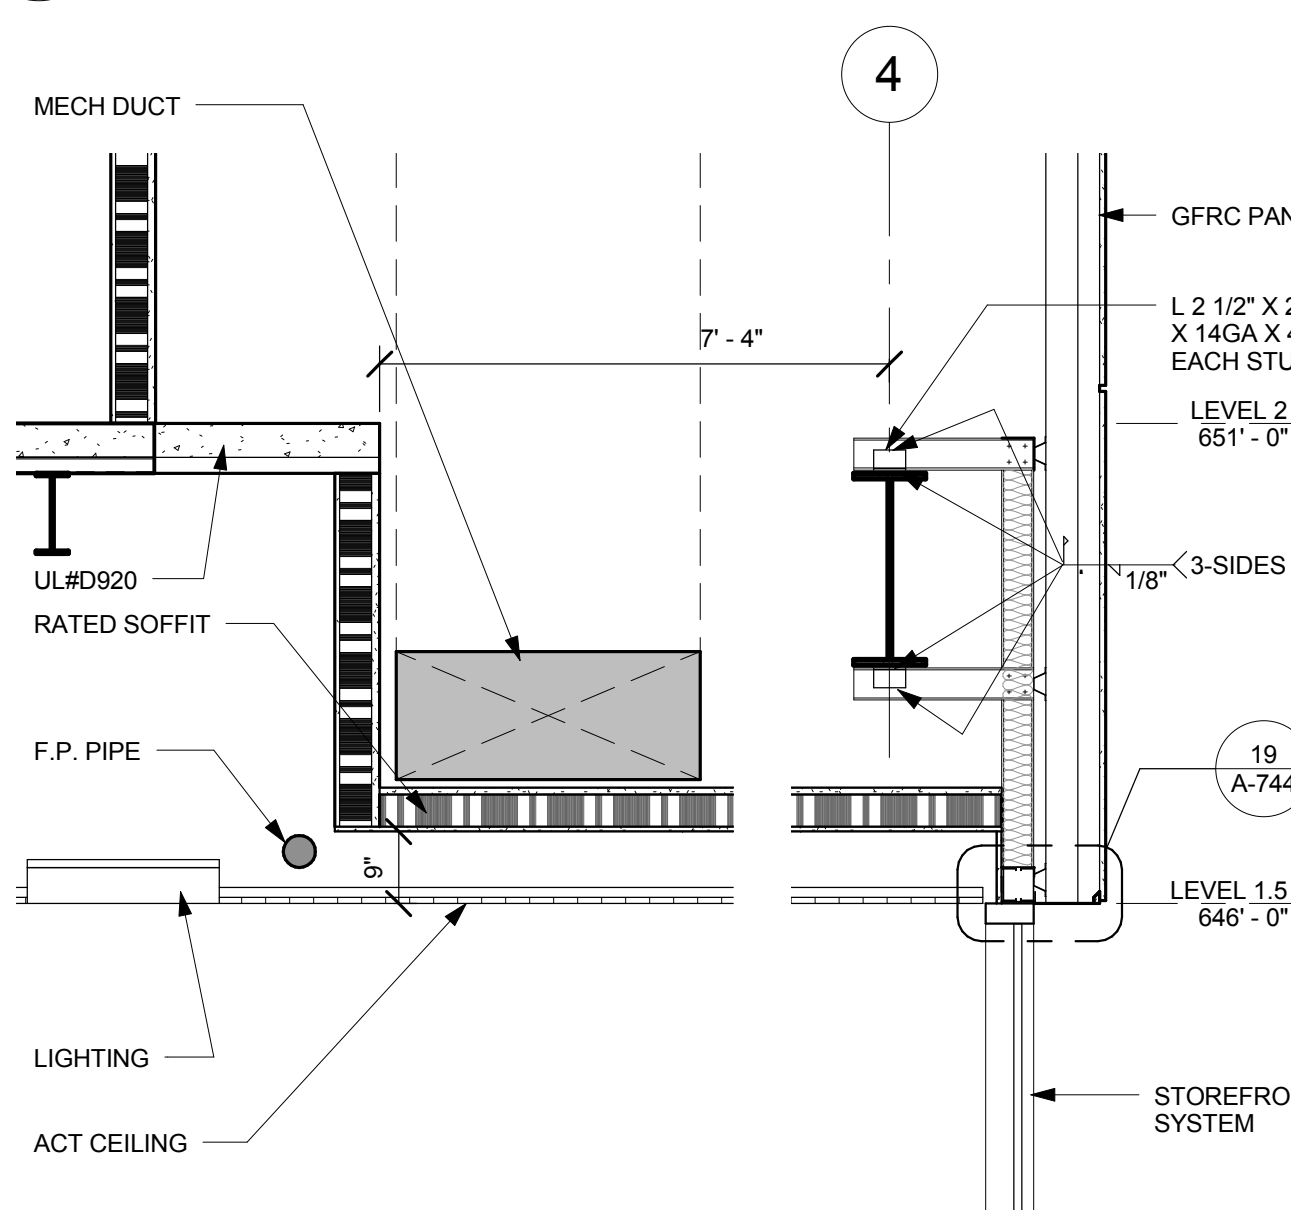 4
MECH DUCT
GFRC PAN
L 2 1/2" X 2
X 14GA X 4
EACH STU
7' - 4"
LEVEL 2
651' - 0"
UL#D920
3-SIDES
1/8"
RATED SOFFIT
F.P. PIPE
19
A-744
9"
LEVEL 1.5
646' - 0"
LIGHTING
STOREFRO
SYSTEM
ACT CEILING